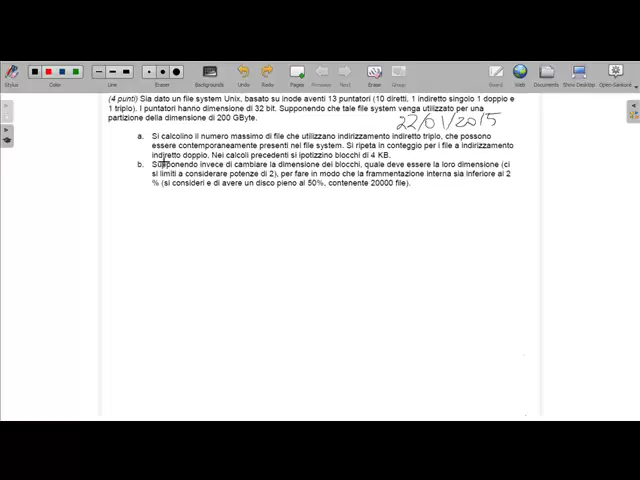 Stylus
Color
Line
Eraser
Backgrounds
Undo
Redo
Pages
Previous
Next
Erase
Board
Web
Documents
Show Desktop
Open-Sankoré
(4 punti) Sia dato un file system Unix, basato su inode aventi 13 puntatori (10 diretti, 1 indiretto singolo 1 doppio e
1 triplo). I puntatori hanno dimensione di 32 bit. Supponendo che tale file system venga utilizzato per una
partizione della dimensione di 200 GByte.
22/01/2015
a. Si calcolino il numero massimo di file che utilizzano indirizzamento indiretto triplo, che possono
essere contemporaneamente presenti nel file system. Si ripeta in conteggio per i file a indirizzamento
indiretto doppio. Nei calcoli precedenti si ipotizzino blocchi di 4 KB.
b. Supponendo invece di cambiare la dimensione dei blocchi, quale deve essere la loro dimensione (ci
si limiti a considerare potenze di 2), per fare in modo che la frammentazione interna sia inferiore al 2
% (si consideri e di avere un disco pieno al 50%, contenente 20000 file).